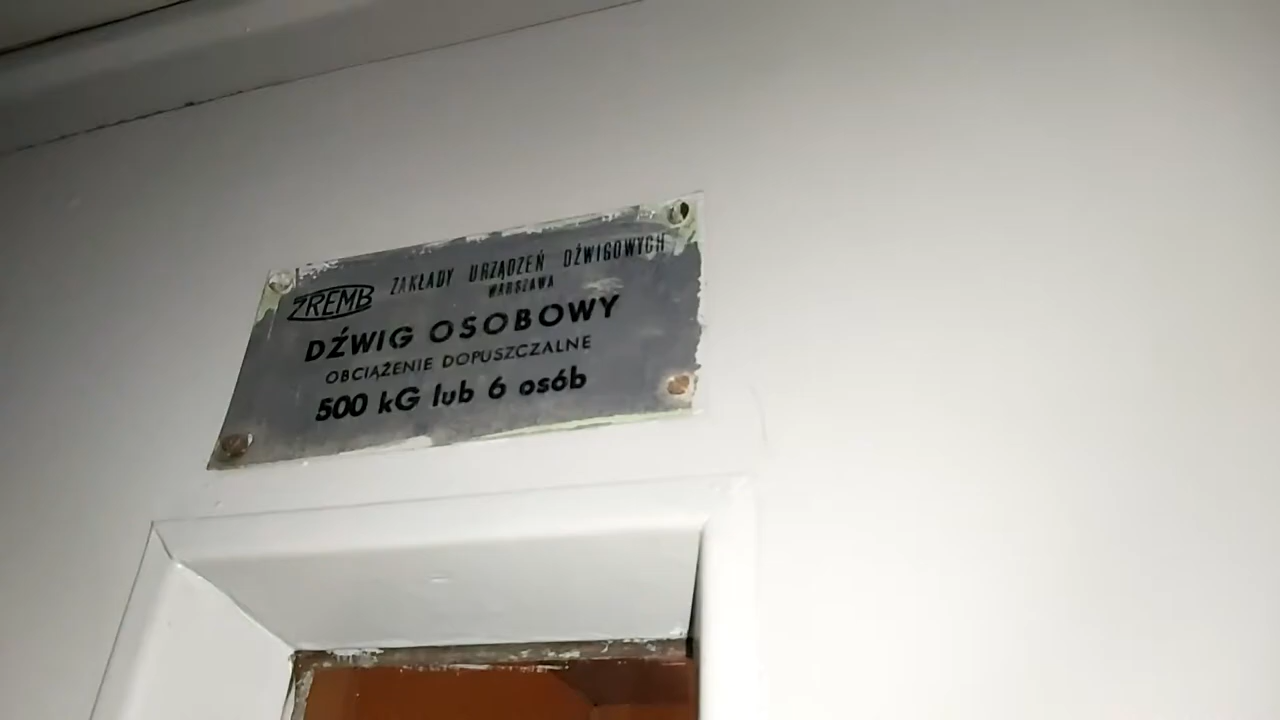 ZREMB ZAKŁADY URZĄDZEŃ DŹWIGOWYCH
WARSZAWA
DŹWIG OSOBOWY
OBCIĄŻENIE DOPUSZCZALNE
500 kG lub 6 osób